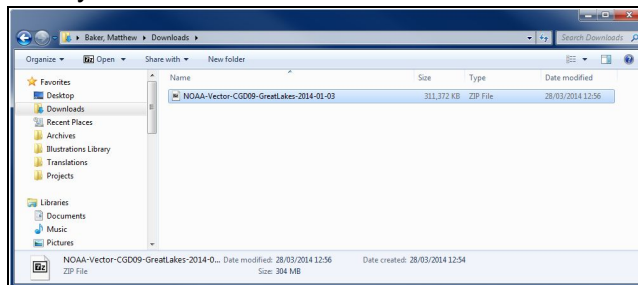 Baker, Matthew ▸ Downloads ▸
Search Downloads
Organize Open Share with New folder
Name Size Type Date modified
Favorites
Desktop
Downloads
Recent Places
Archives
Illustrations Library
Translations
Projects
Libraries
Documents
Music
Pictures
NOAA-Vector-CGD09-GreatLakes-2014-01-03 311,372 KB ZIP File 28/03/2014 12:56
NOAA-Vector-CGD09-GreatLakes-2014-0... Date modified: 28/03/2014 12:56 Date created: 28/03/2014 12:54
ZIP File Size: 304 MB